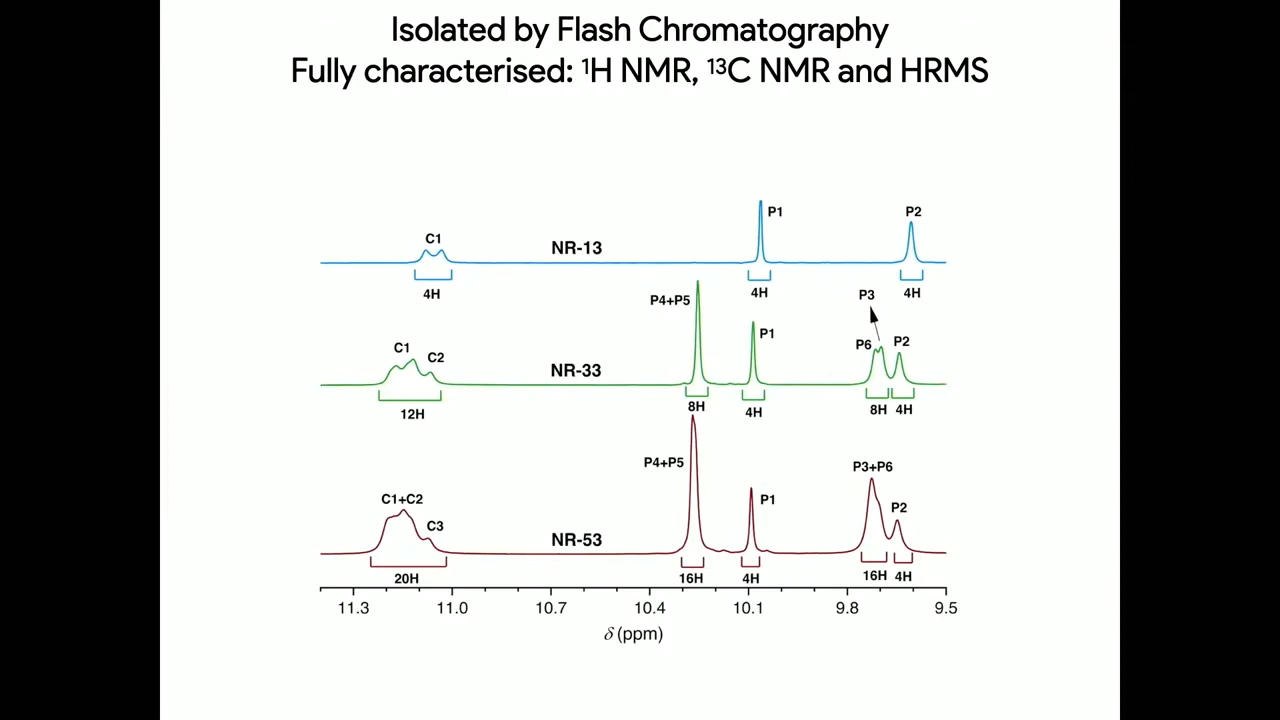 Isolated by Flash Chromatography
Fully characterised: ¹H NMR, ¹³C NMR and HRMS
C1
NR-13
P1
P2
4H
4H
4H
P3
P4+P5
C1
C2
NR-33
P1
P6
P2
12H
8H
4H
8H
4H
P4+P5
P3+P6
C1+C2
C3
NR-53
P1
P2
20H
16H
4H
16H
4H
11.3
11.0
10.7
10.4
10.1
9.8
9.5
δ (ppm)